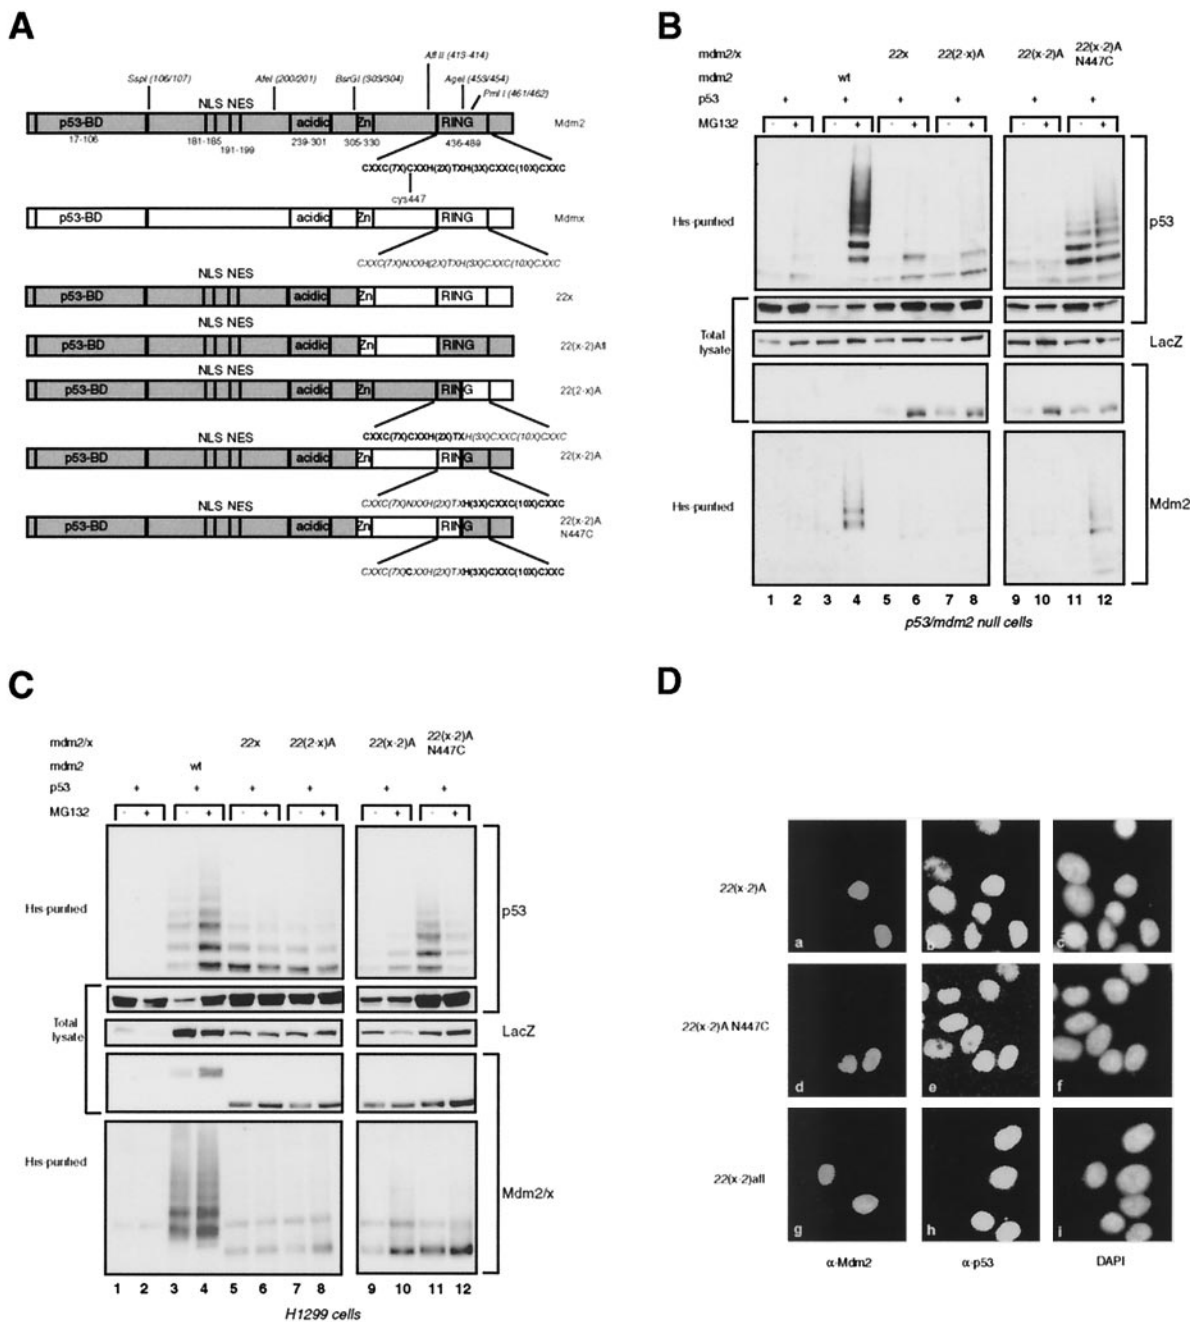 A
Afl II (413-414)
SspI (106/107)
AfeI (200/201)
BsrGI (303/304)
AgeI (453/454)
Pml I (461/462)
NLS NES
p53-BD
acidic
Zn
RING
Mdm2
17-106
181-185
191-199
239-301
305-330
436-489
CXXC(7X)CXXH(2X)TXH(3X)CXXC(10X)CXXC
cys447
p53-BD
acidic
Zn
RING
Mdmx
CXXC(7X)NXXH(2X)TXH(3X)CXXC(10X)CXXC
NLS NES
p53-BD
acidic
Zn
RING
22x
NLS NES
p53-BD
acidic
Zn
RING
22(x-2)Afl
NLS NES
p53-BD
acidic
Zn
RING
22(2-x)A
CXXC(7X)CXXH(2X)TXH(3X)CXXC(10X)CXXC
NLS NES
p53-BD
acidic
Zn
RING
22(x-2)A
CXXC(7X)NXXH(2X)TXH(3X)CXXC(10X)CXXC
NLS NES
p53-BD
acidic
Zn
RING
22(x-2)A
N447C
CXXC(7X)CXXH(2X)TXH(3X)CXXC(10X)CXXC
B
mdm2/x 22x 22(2-x)A 22(x-2)A 22(x-2)A
N447C
mdm2 wt
p53 + + + + + +
MG132 - + - + - + - + - + - +
His-purified
p53
Total
lysate
LacZ
His-purified
Mdm2
1 2 3 4 5 6 7 8 9 10 11 12
p53/mdm2 null cells
C
mdm2/x 22x 22(2-x)A 22(x-2)A 22(x-2)A
N447C
mdm2 wt
p53 + + + + + +
MG132 - + - + - + - + - + - +
His-purified
p53
Total
lysate
LacZ
His-purified
Mdm2/x
1 2 3 4 5 6 7 8 9 10 11 12
H1299 cells
D
22(x-2)A
a b c
22(x-2)A N447C
d e f
22(x-2)afl
g h i
α-Mdm2 α-p53 DAPI